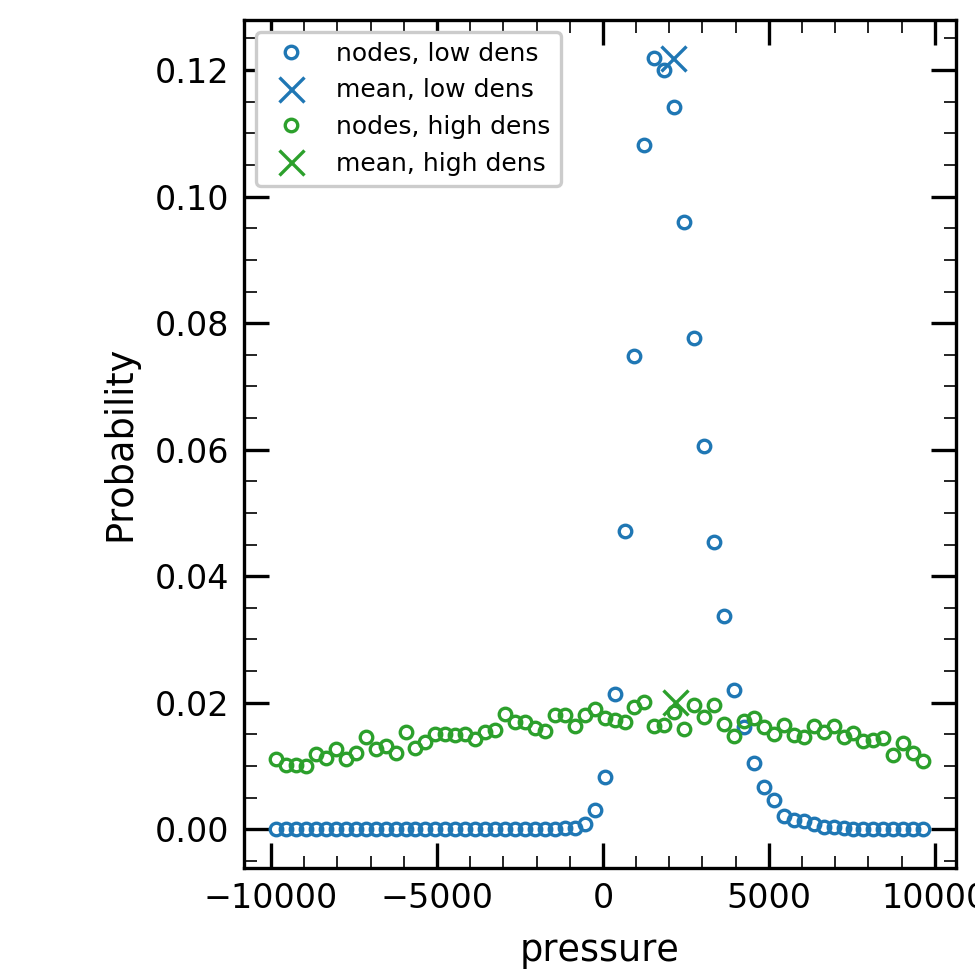 nodes, low dens
mean, low dens
nodes, high dens
mean, high dens
0.12
0.10
0.08
0.06
0.04
0.02
0.00
Probability
−10000 −5000 0 5000 10000
pressure